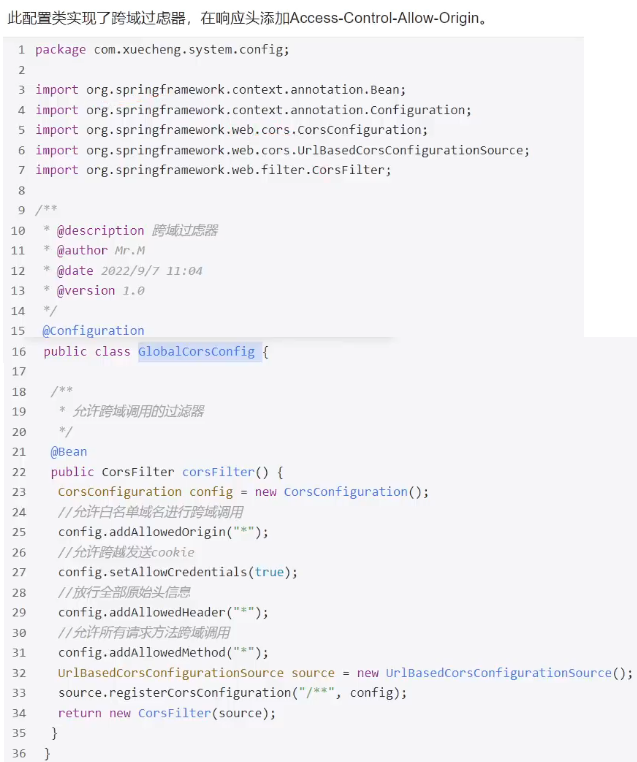 此配置类实现了跨域过虑器，在响应头添加Access-Control-Allow-Origin。
1 package com.xuecheng.system.config;
2
3 import org.springframework.context.annotation.Bean;
4 import org.springframework.context.annotation.Configuration;
5 import org.springframework.web.cors.CorsConfiguration;
6 import org.springframework.web.cors.UrlBasedCorsConfigurationSource;
7 import org.springframework.web.filter.CorsFilter;
8
9 /**
10  * @description 跨域过虑器
11  * @author Mr.M
12  * @date 2022/9/7 11:04
13  * @version 1.0
14  */
15  @Configuration
16  public class GlobalCorsConfig {
17
18   /**
19    * 允许跨域调用的过滤器
20    */
21   @Bean
22   public CorsFilter corsFilter() {
23    CorsConfiguration config = new CorsConfiguration();
24    //允许白名单域名进行跨域调用
25    config.addAllowedOrigin("*");
26    //允许跨越发送cookie
27    config.setAllowCredentials(true);
28    //放行全部原始头信息
29    config.addAllowedHeader("*");
30    //允许所有请求方法跨域调用
31    config.addAllowedMethod("*");
32    UrlBasedCorsConfigurationSource source = new UrlBasedCorsConfigurationSource();
33    source.registerCorsConfiguration("/**", config);
34    return new CorsFilter(source);
35   }
36  }